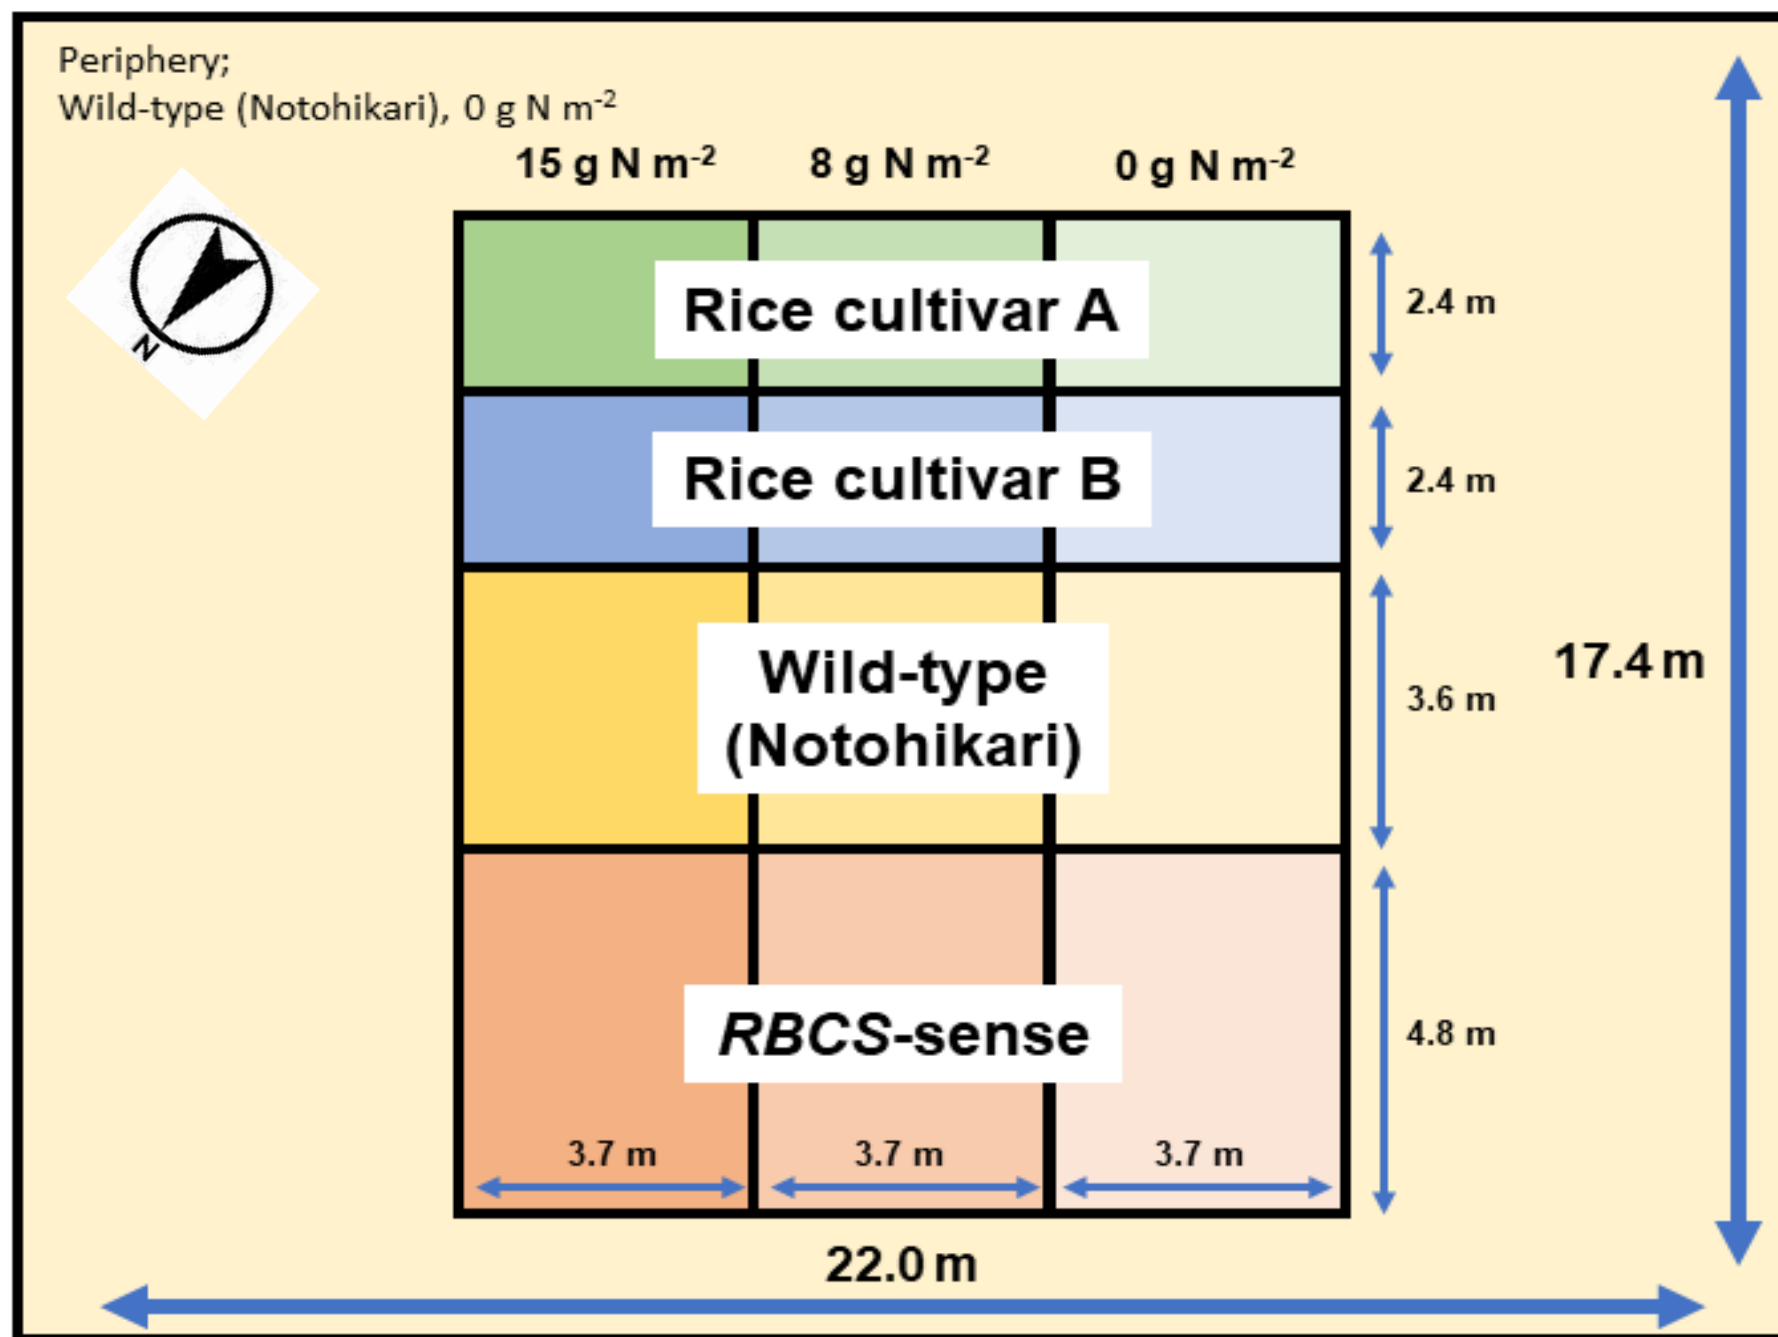 Periphery;
Wild-type (Notohikari), 0 g N m⁻²
15 g N m⁻² 8 g N m⁻² 0 g N m⁻²
N
Rice cultivar A
2.4 m
Rice cultivar B
2.4 m
Wild-type
(Notohikari)
3.6 m
17.4 m
RBCS-sense
4.8 m
3.7 m 3.7 m 3.7 m
22.0 m